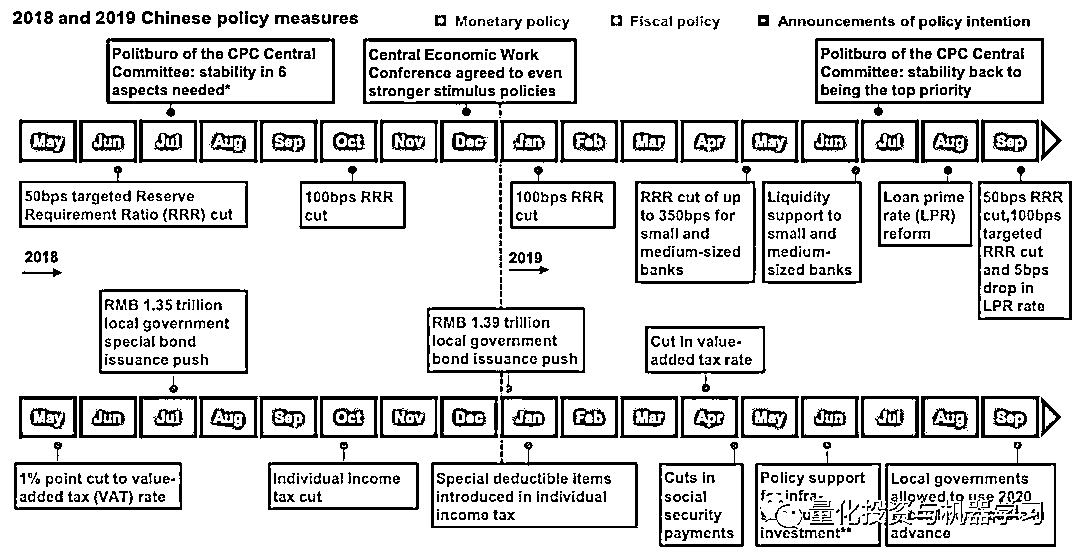 2018 and 2019 Chinese policy measures
Monetary policy
Fiscal policy
Announcements of policy intention
Politburo of the CPC Central
Committee: stability in 6
aspects needed*
Central Economic Work
Conference agreed to even
stronger stimulus policies
Politburo of the CPC Central
Committee: stability back to
being the top priority
May Jun Jul Aug Sep Oct Nov Dec Jan Feb Mar Apr May Jun Jul Aug Sep
50bps targeted Reserve
Requirement Ratio (RRR) cut
100bps RRR
cut
100bps RRR
cut
RRR cut of up
to 350bps for
small and
medium-sized
banks
Liquidity
support to
small and
medium-
sized banks
Loan prime
rate (LPR)
reform
50bps RRR
cut,100bps
targeted
RRR cut
and 5bps
drop in
LPR rate
2018
2019
RMB 1.35 trillion
local government
special bond
issuance push
RMB 1.39 trillion
local government
bond issuance push
Cut in value-
added tax rate
May Jun Jul Aug Sep Oct Nov Dec Jan Feb Mar Apr May Jun Jul Aug Sep
1% point cut to value-
added tax (VAT) rate
Individual income
tax cut
Special deductible items
introduced in individual
income tax
Cuts in
social
security
payments
Policy support
for infra-
investment**
Local governments
allowed to use 2020
advance
量化投资与机器学习